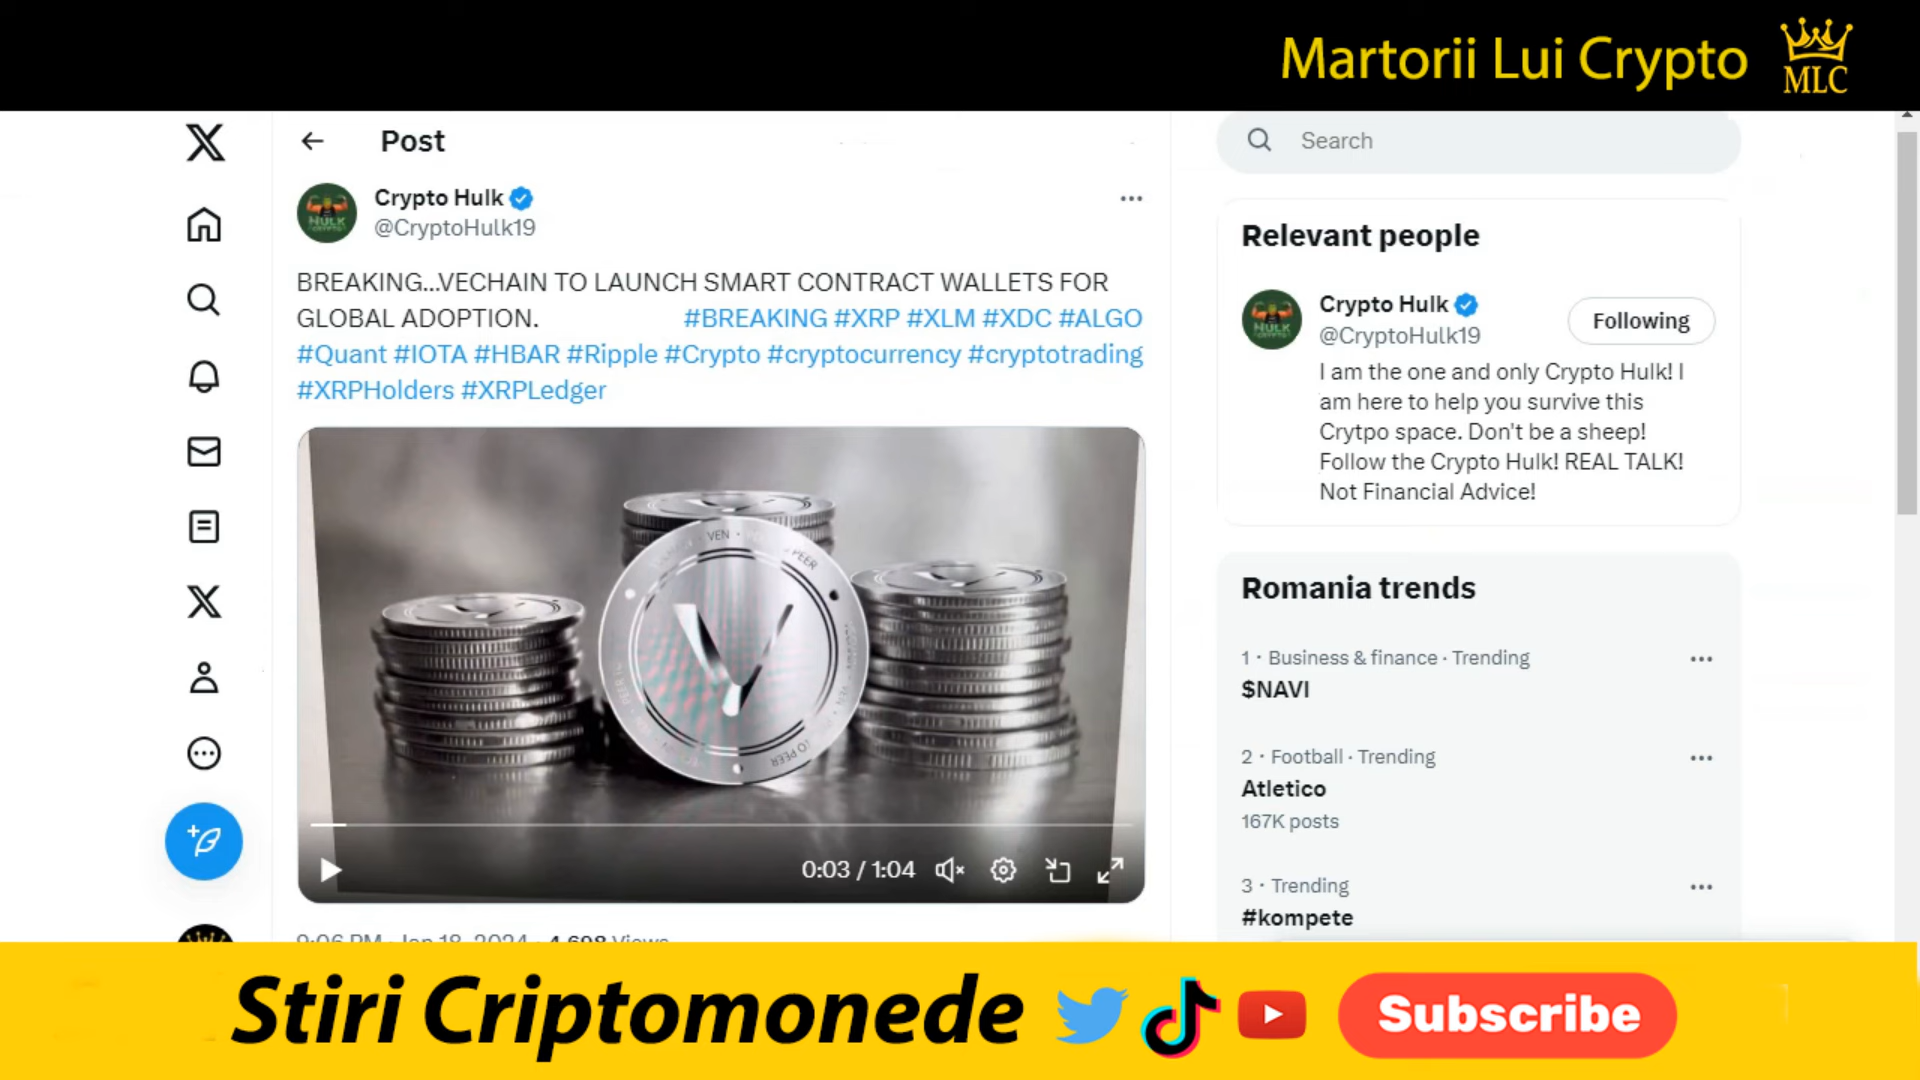 Martorii Lui Crypto
MLC
Post
Search
Crypto Hulk
@CryptoHulk19
BREAKING...VECHAIN TO LAUNCH SMART CONTRACT WALLETS FOR
GLOBAL ADOPTION. #BREAKING #XRP #XLM #XDC #ALGO
#Quant #IOTA #HBAR #Ripple #Crypto #cryptocurrency #cryptotrading
#XRPHolders #XRPLedger
VEN
PEER
TO PEER
0:03 / 1:04
9:06 PM · Jan 18, 2024 · 4,698 Views
Relevant people
Crypto Hulk
@CryptoHulk19
Following
I am the one and only Crypto Hulk! I
am here to help you survive this
Crytpo space. Don't be a sheep!
Follow the Crypto Hulk! REAL TALK!
Not Financial Advice!
Romania trends
1 · Business & finance · Trending
$NAVI
2 · Football · Trending
Atletico
167K posts
3 · Trending
#kompete
Stiri Criptomonede
Subscribe